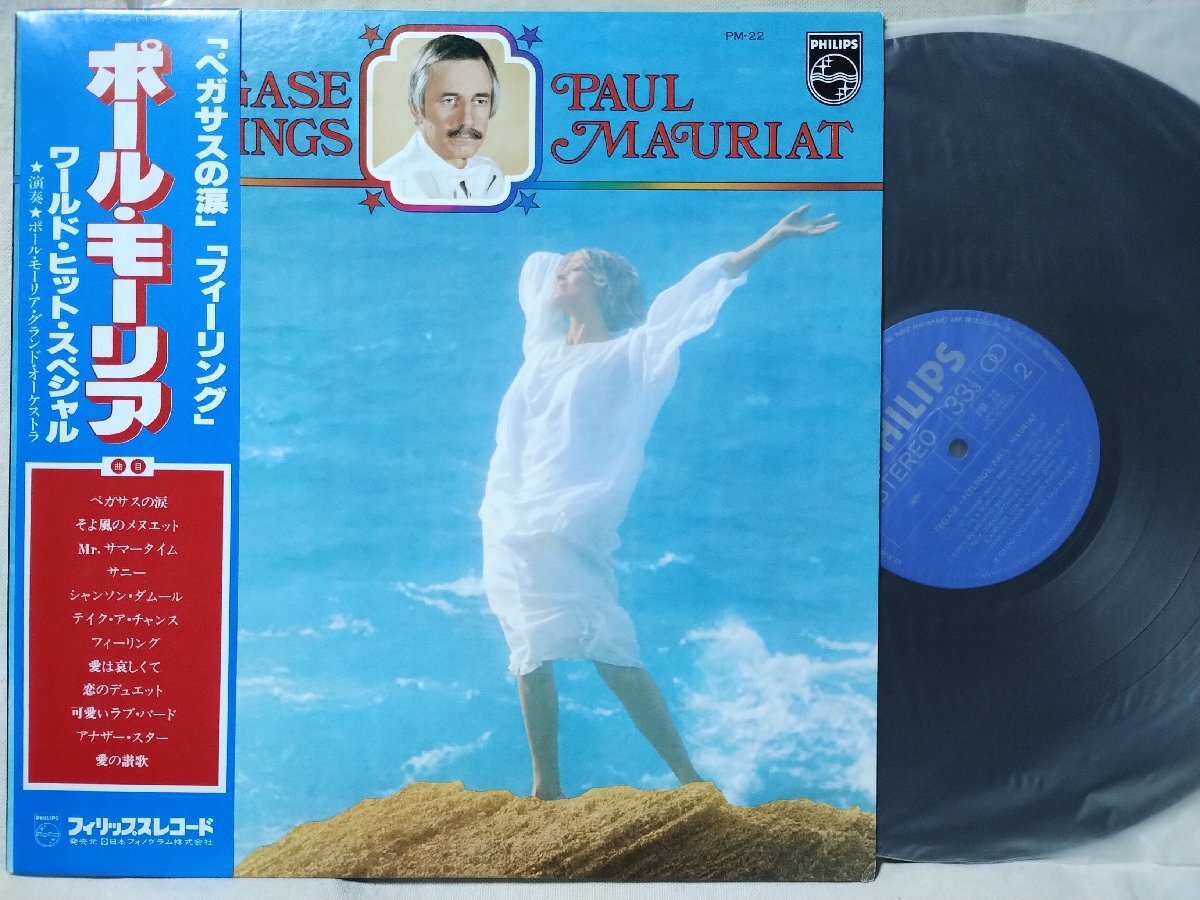 「ペガサスの涙」「フィーリング」
ポール・モーリア
ワールド・ヒット・スペシャル
★演奏★ポール・モーリア・グランド・オーケストラ
曲目
ペガサスの涙
そよ風のメヌエット
Mr. サマータイム
サニー
シャンソン・ダムール
テイク・ア・チャンス
フィーリング
愛は哀しくて
恋のデュエット
可愛いラブ・バード
アナザー・スター
愛の讃歌
PHILIPS
フィリップスレコード
発売元 日本フォノグラム株式会社
GASE
INGS
PAUL
MAURIAT
PM-22
PHILIPS
PHILIPS
STEREO
33⅓
2